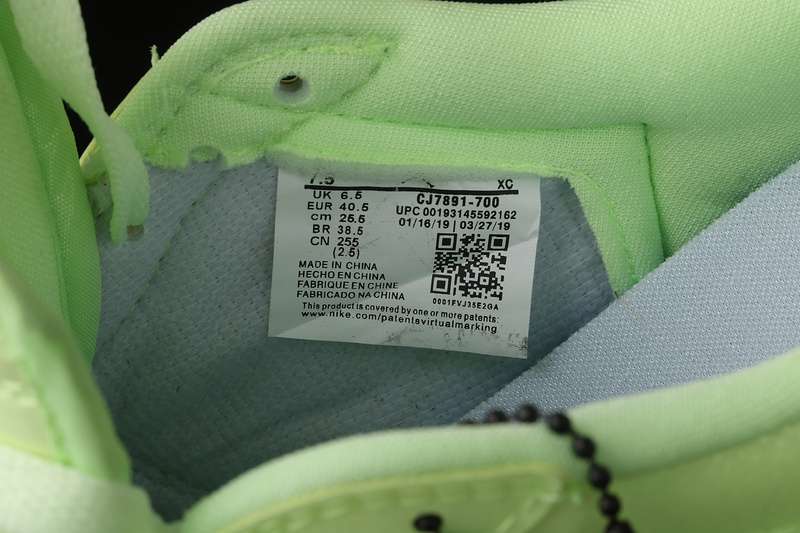 7.5 XC
UK 6.5
EUR 40.5
cm 25.5
BR 38.5
CN 255
(2.5)
CJ7891-700
UPC 00193145592162
01/16/19 | 03/27/19
MADE IN CHINA
HECHO EN CHINA
FABRIQUE EN CHINE
FABRICADO NA CHINA
0001FVJ35E2GA
This product is covered by one or more patents:
www.nike.com/patentsvirtualmarking